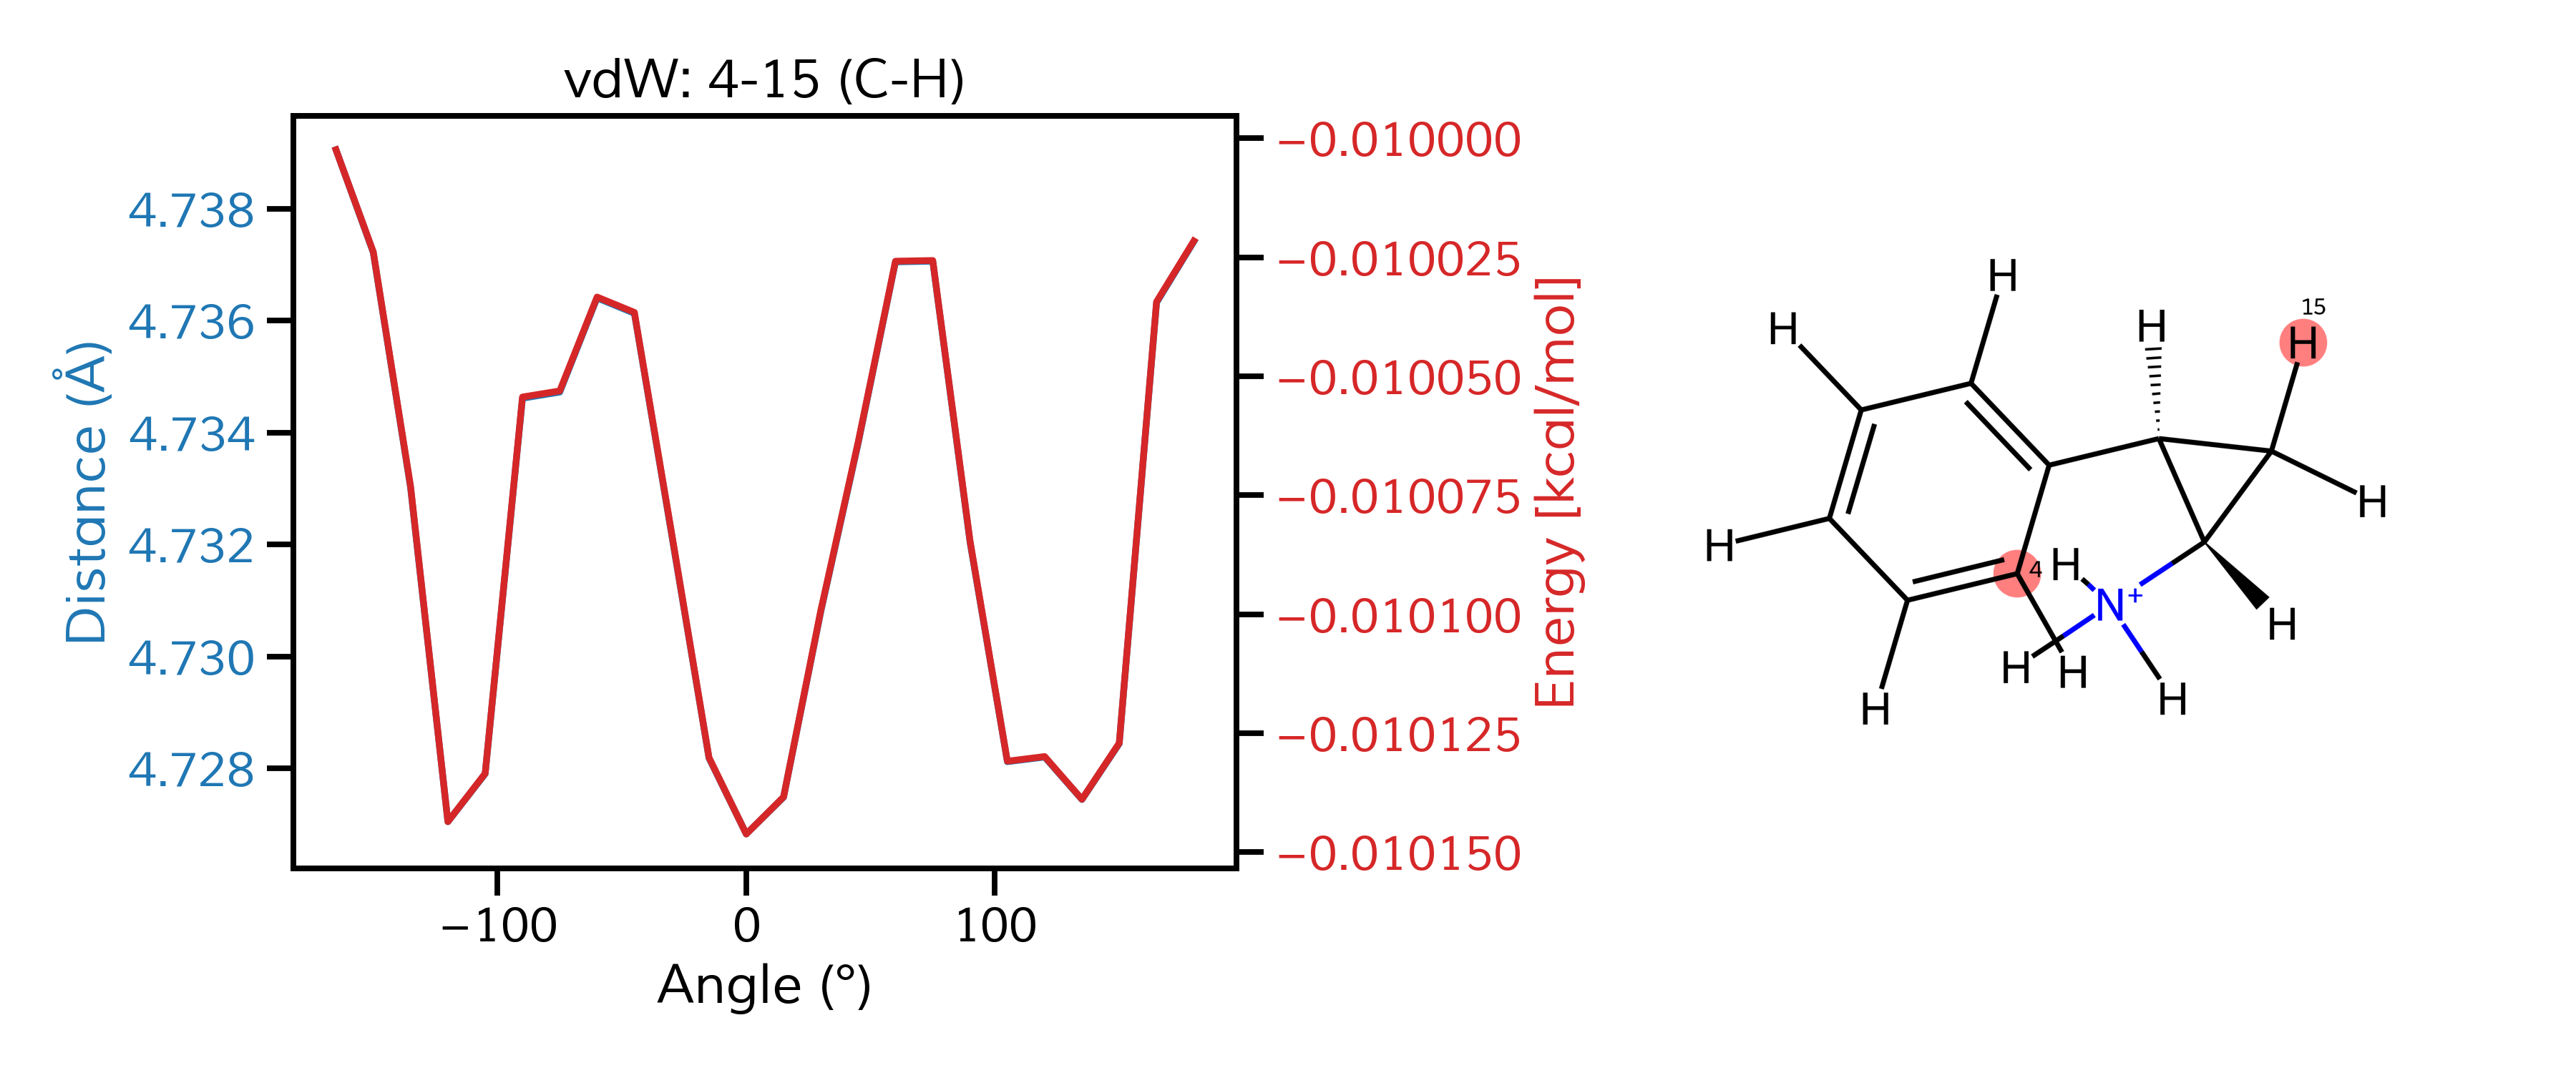 vdW: 4-15 (C-H)
Distance (Å)
4.738
4.736
4.734
4.732
4.730
4.728
−100
0
100
Angle (°)
−0.010000
−0.010025
−0.010050
−0.010075
−0.010100
−0.010125
−0.010150
Energy [kcal/mol]
H
H
H
15
H
H
H
H
4
H
N+
H
H
H
H
H